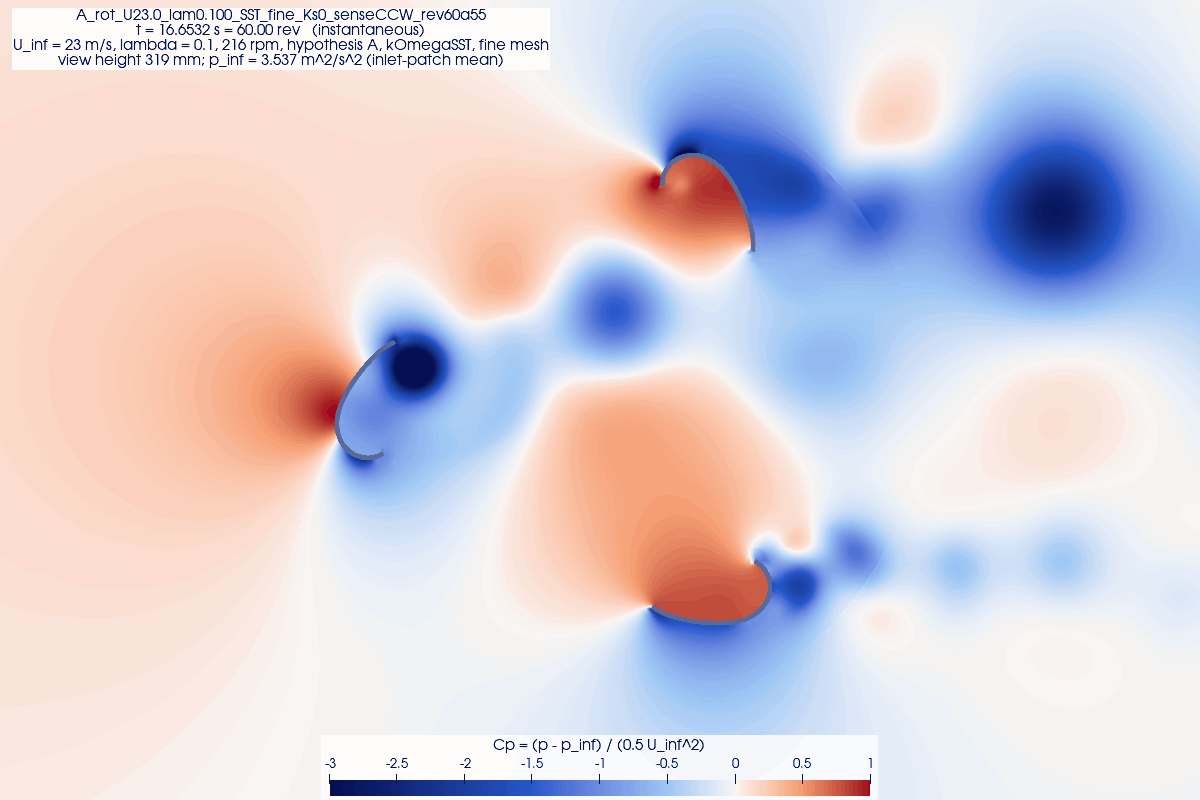 A_rot_U23.0_lam0.100_SST_fine_Ks0_senseCCW_rev60a55
t = 16.6532 s = 60.00 rev (instantaneous)
U_inf = 23 m/s, lambda = 0.1, 216 rpm, hypothesis A, kOmegaSST, fine mesh
view height 319 mm; p_inf = 3.537 m^2/s^2 (inlet-patch mean)
Cp = (p - p_inf) / (0.5 U_inf^2)
-3 -2.5 -2 -1.5 -1 -0.5 0 0.5 1